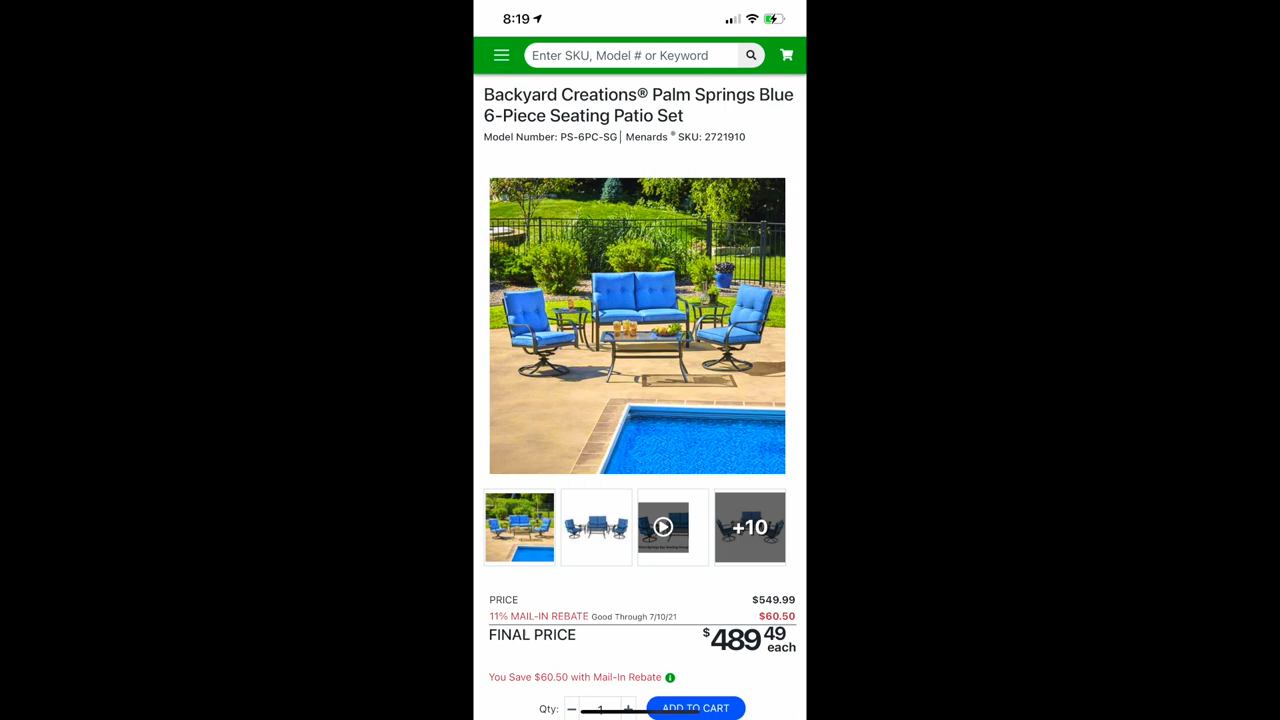 8:19
Enter SKU, Model # or Keyword
Backyard Creations® Palm Springs Blue
6-Piece Seating Patio Set
Model Number: PS-6PC-SG | Menards ® SKU: 2721910
+10
PRICE $549.99
11% MAIL-IN REBATE Good Through 7/10/21 $60.50
FINAL PRICE $489 49 each
You Save $60.50 with Mail-In Rebate
Qty: − 1 + ADD TO CART